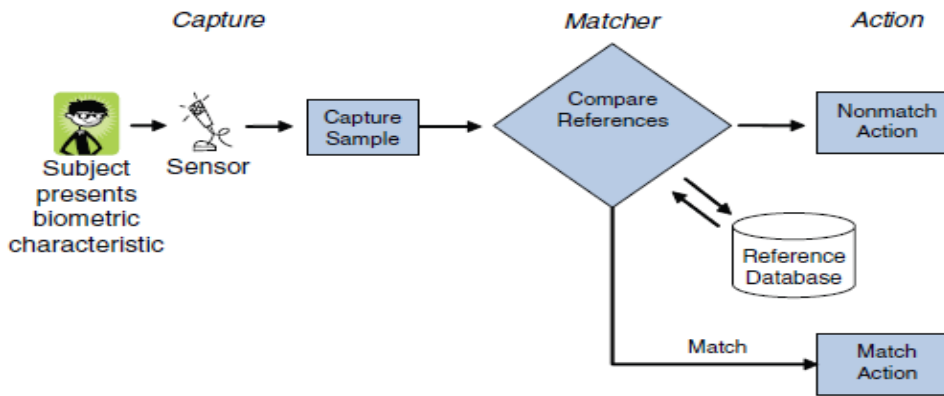 Capture
Matcher
Action
Subject
presents
biometric
characteristic
Sensor
Capture
Sample
Compare
References
Nonmatch
Action
Reference
Database
Match
Match
Action